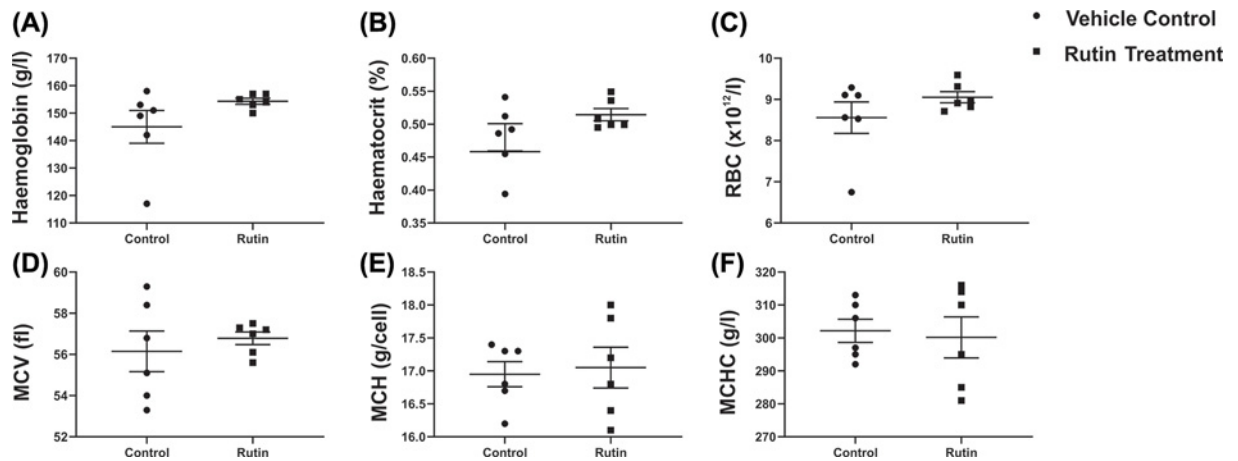 (A)
Haemoglobin (g/l)
160
150
140
130
120
110
Control
Rutin
(B)
Haematocrit (%)
0.60
0.55
0.50
0.45
0.40
0.35
Control
Rutin
(C)
RBC (x10¹²/l)
10
9
8
7
6
Control
Rutin
Vehicle Control
Rutin Treatment
(D)
MCV (fl)
60
58
56
54
52
Control
Rutin
(E)
MCH (g/cell)
18.5
18.0
17.5
17.0
16.5
16.0
Control
Rutin
(F)
MCHC (g/l)
320
310
300
290
280
270
Control
Rutin